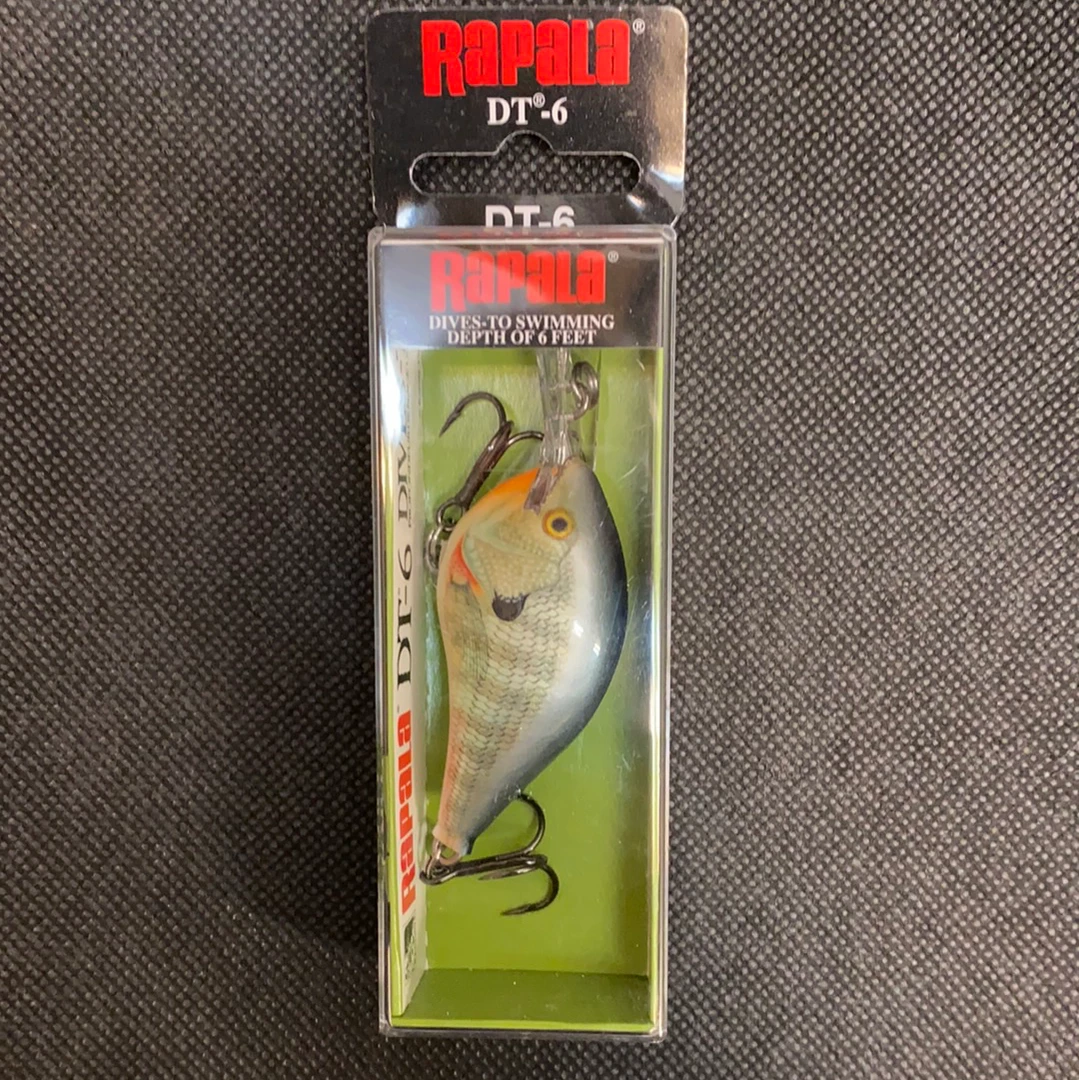 RAPALA®
DT®-6
DT-6
RAPALA®
DIVES-TO SWIMMING
DEPTH OF 6 FEET
RAPALA® DT-6